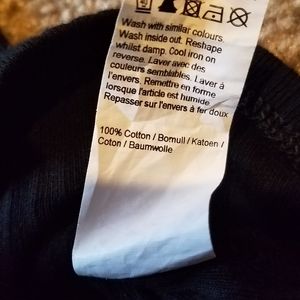 Wash with similar colours.
Wash inside out. Reshape
whilst damp. Cool iron on
reverse. Laver avec des
couleurs semblables. Laver à
l'envers. Remettre en forme
lorsque l'article est humide.
Repasser sur l'envers à fer doux
100% Cotton / Bomull / Katoen /
Coton / Baumwolle